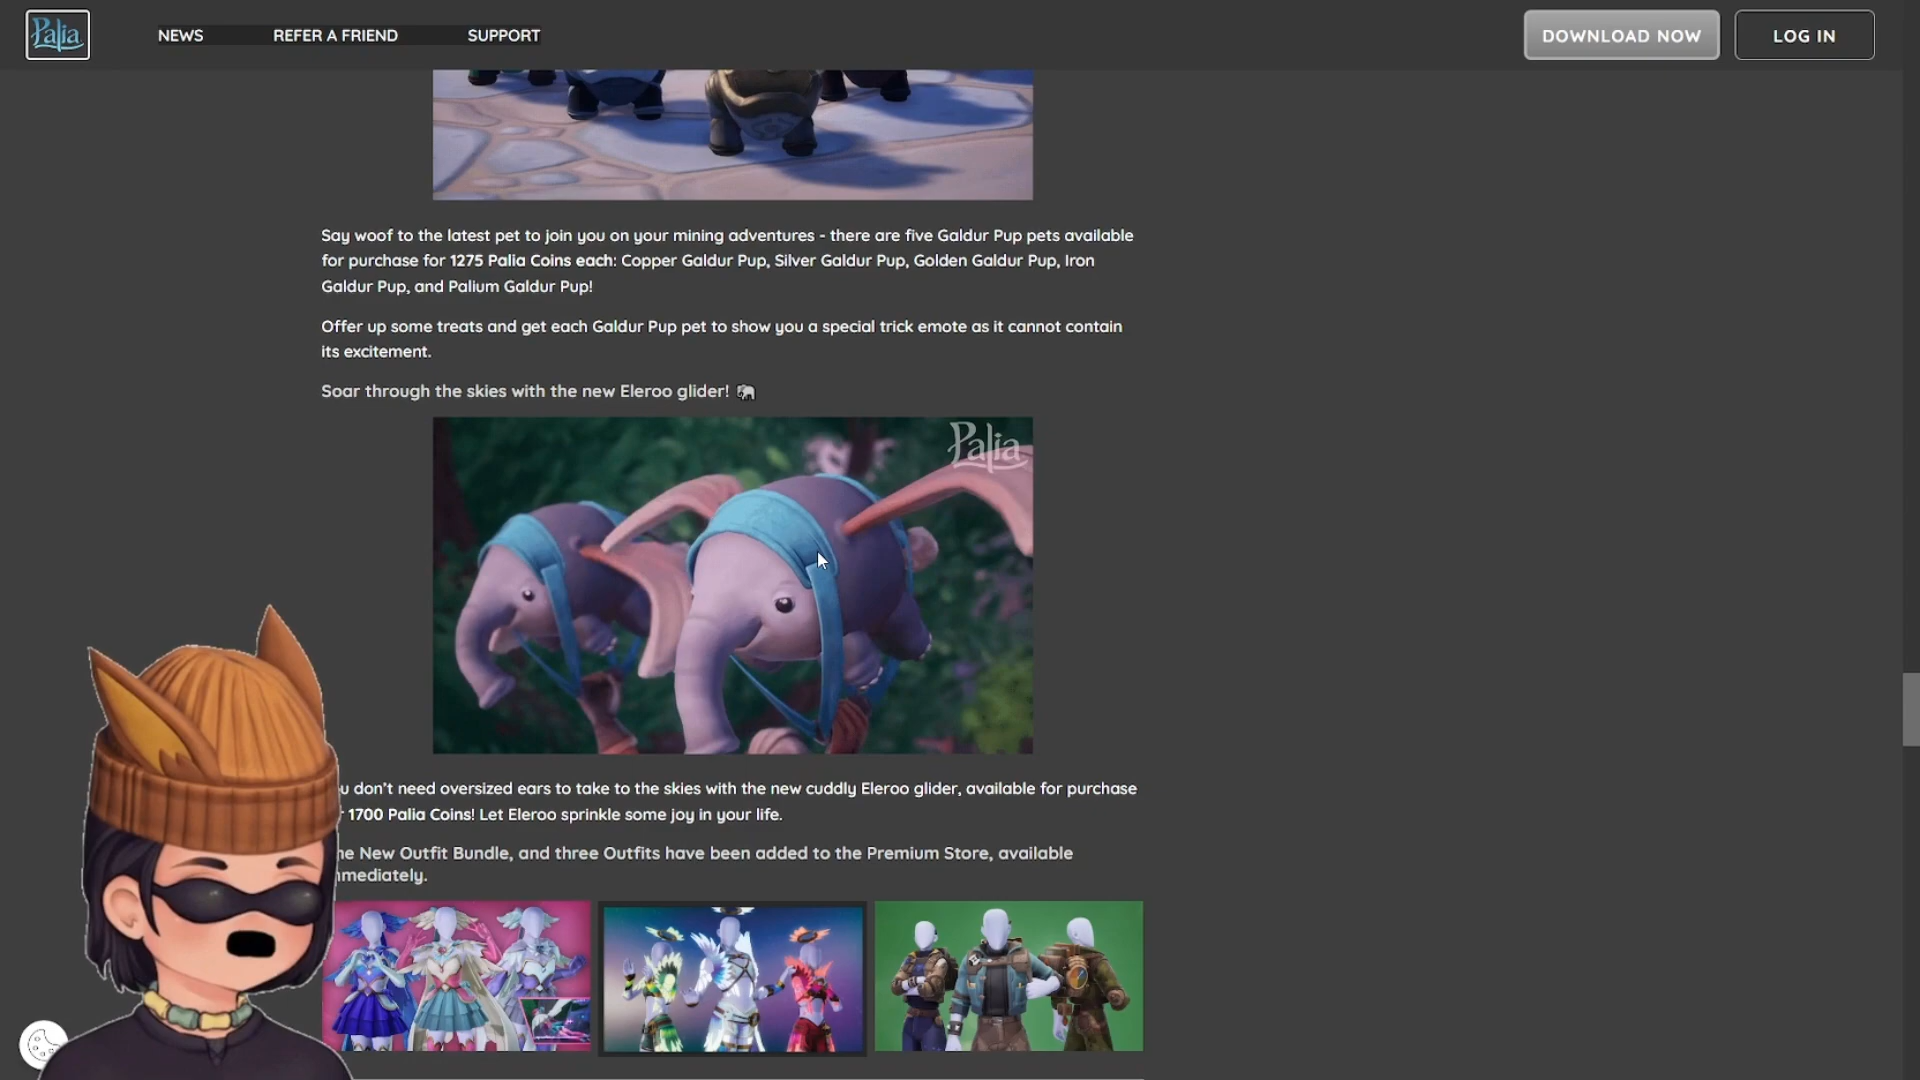 Palia
NEWS
REFER A FRIEND
SUPPORT
DOWNLOAD NOW
LOG IN
Say woof to the latest pet to join you on your mining adventures - there are five Galdur Pup pets available
for purchase for 1275 Palia Coins each: Copper Galdur Pup, Silver Galdur Pup, Golden Galdur Pup, Iron
Galdur Pup, and Palium Galdur Pup!
Offer up some treats and get each Galdur Pup pet to show you a special trick emote as it cannot contain
its excitement.
Soar through the skies with the new Eleroo glider! 🐘
Palia
u don't need oversized ears to take to the skies with the new cuddly Eleroo glider, available for purchase
r 1700 Palia Coins! Let Eleroo sprinkle some joy in your life.
ne New Outfit Bundle, and three Outfits have been added to the Premium Store, available
mmediately.